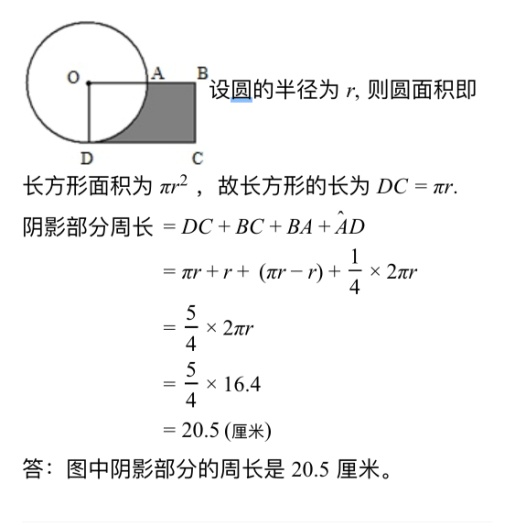 O A B
设圆的半径为 r, 则圆面积即
D C
长方形面积为 πr²， 故长方形的长为 DC = πr.
阴影部分周长 = DC + BC + BA + ÂD
= πr + r + (πr − r) + 1/4 × 2πr
= 5/4 × 2πr
= 5/4 × 16.4
= 20.5 (厘米)
答：图中阴影部分的周长是 20.5 厘米。